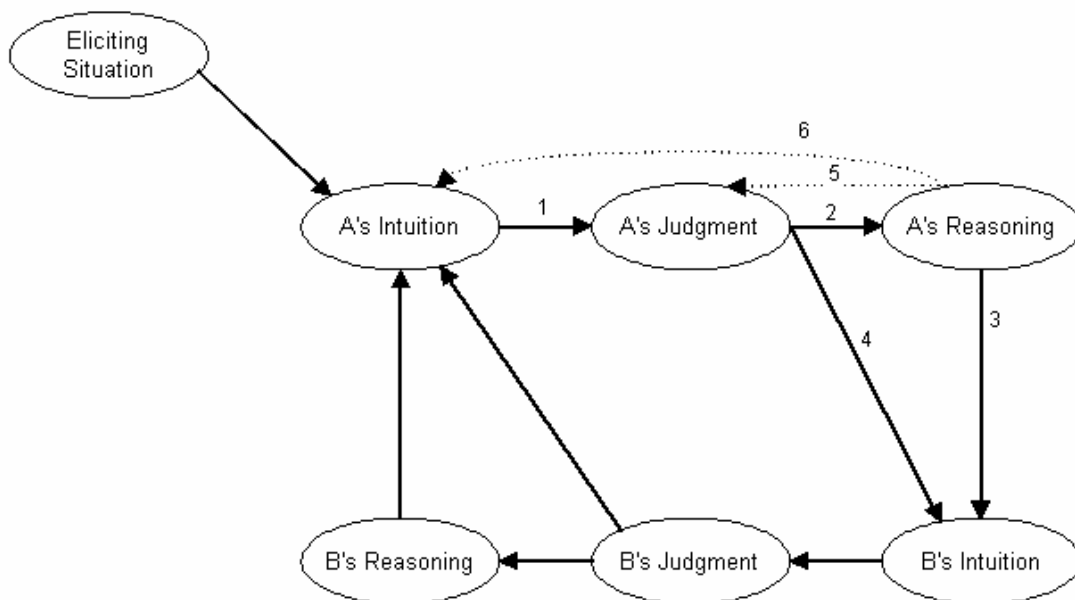 Eliciting
Situation
6
5
A's Intuition
1
A's Judgment
2
A's Reasoning
3
4
B's Reasoning
B's Judgment
B's Intuition